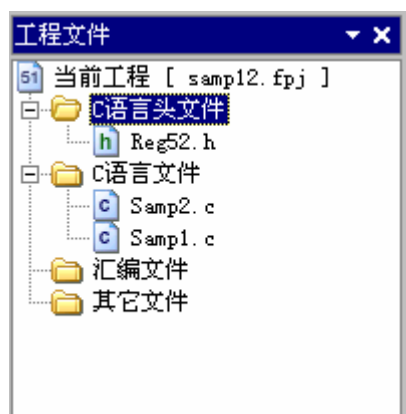 工程文件
51 当前工程 [ samp12.fpj ]
C语言头文件
h Reg52.h
C语言文件
c Samp2.c
c Samp1.c
汇编文件
其它文件